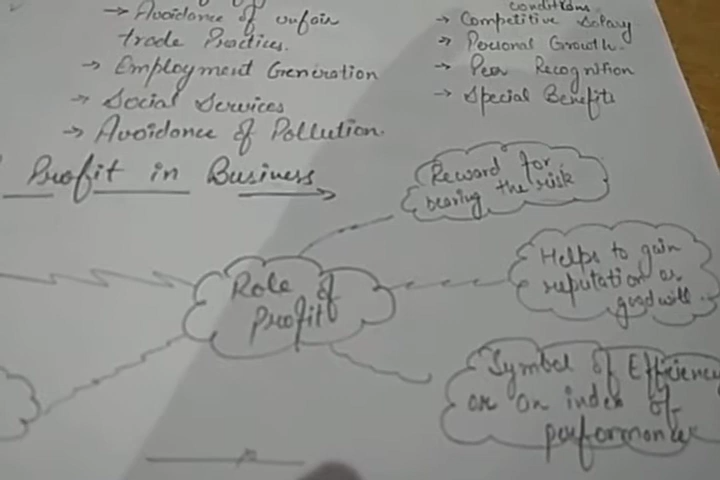 → Avoidance of unfair
trade Practices.
→ Employment Generation
→ Social Services
→ Avoidance of Pollution.
conditions.
→ Competitive Salary
→ Personal Growth.
→ Peer Recognition
→ Special Benefits
Profit in Business
Reward for
bearing the risk
Role of
Profit
Helps to gain
reputation or
goodwill.
Symbol of Efficiency
or an index of
performance